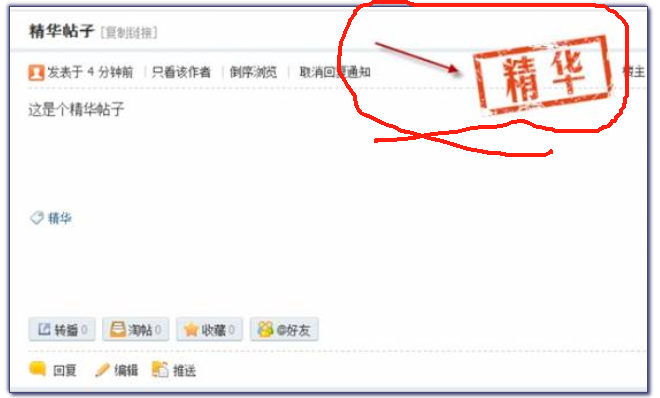 精华帖子 [复制链接]
发表于 4 分钟前 | 只看该作者 | 倒序浏览 | 取消回复通知
精华
楼主
这是个精华帖子
精华
转播 0 淘帖 0 收藏 0 @好友
回复 编辑 推送